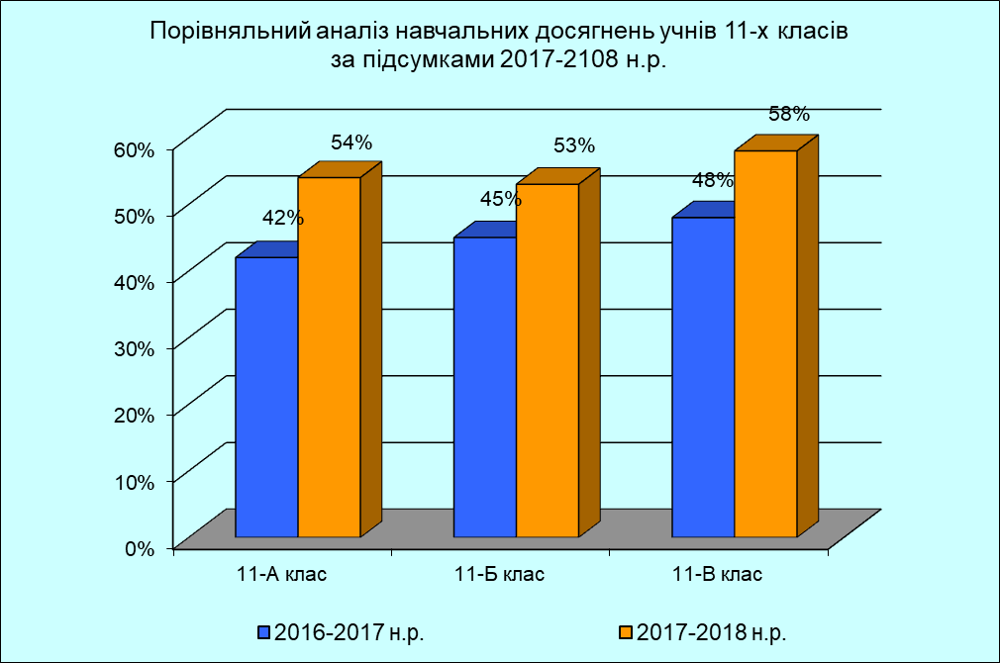 Порівняльний аналіз навчальних досягнень учнів 11-х класів
за підсумками 2017-2108 н.р.
58%
54%
53%
60%
48%
45%
42%
50%
40%
30%
20%
10%
0%
11-А клас
11-Б клас
11-В клас
2016-2017 н.р.
2017-2018 н.р.